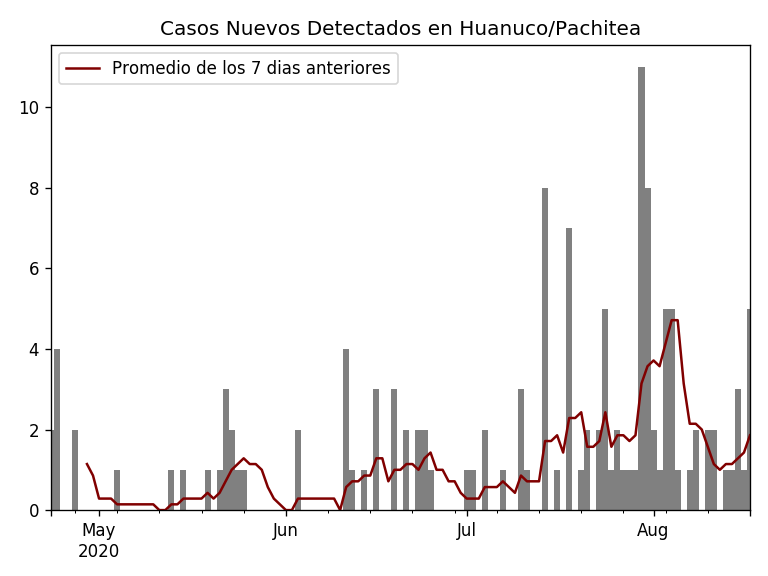 Casos Nuevos Detectados en Huanuco/Pachitea
Promedio de los 7 dias anteriores
10
8
6
4
2
0
May
2020
Jun
Jul
Aug